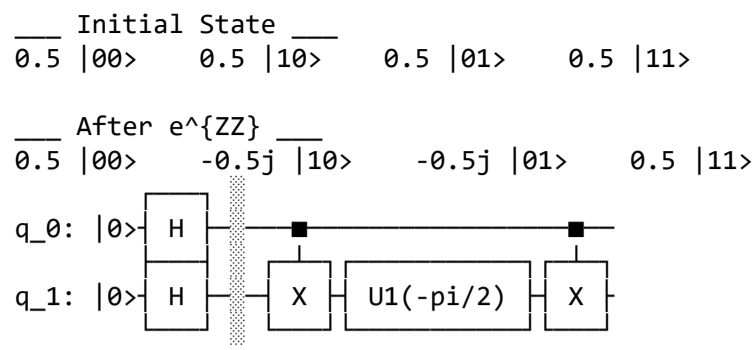 ___ Initial State ___
0.5 |00> 0.5 |10> 0.5 |01> 0.5 |11>
___ After e^{ZZ} ___
0.5 |00> -0.5j |10> -0.5j |01> 0.5 |11>
q_0: |0> H
q_1: |0> H X U1(-pi/2) X